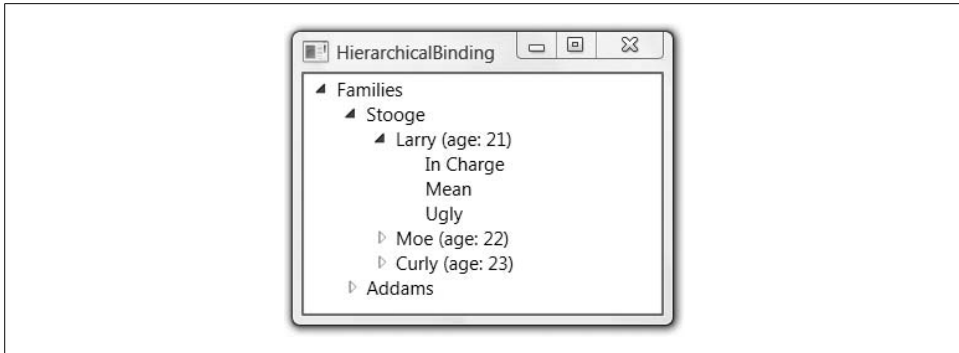 HierarchicalBinding
Families
Stooge
Larry (age: 21)
In Charge
Mean
Ugly
Moe (age: 22)
Curly (age: 23)
Addams